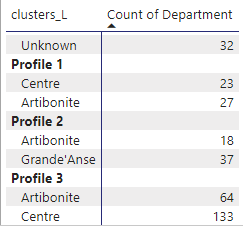 clusters_L Count of Department
Unknown 32
Profile 1
Centre 23
Artibonite 27
Profile 2
Artibonite 18
Grande'Anse 37
Profile 3
Artibonite 64
Centre 133